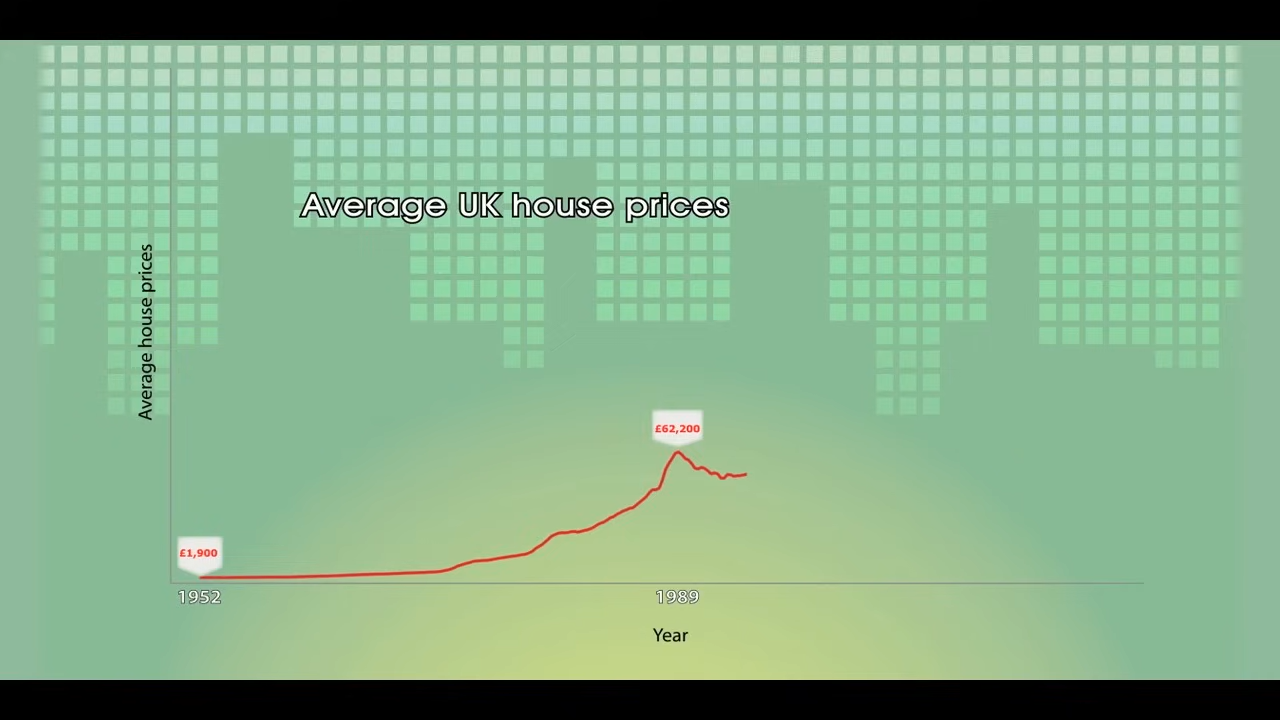 Average UK house prices
Average house prices
£62,200
£1,900
1952
1989
Year